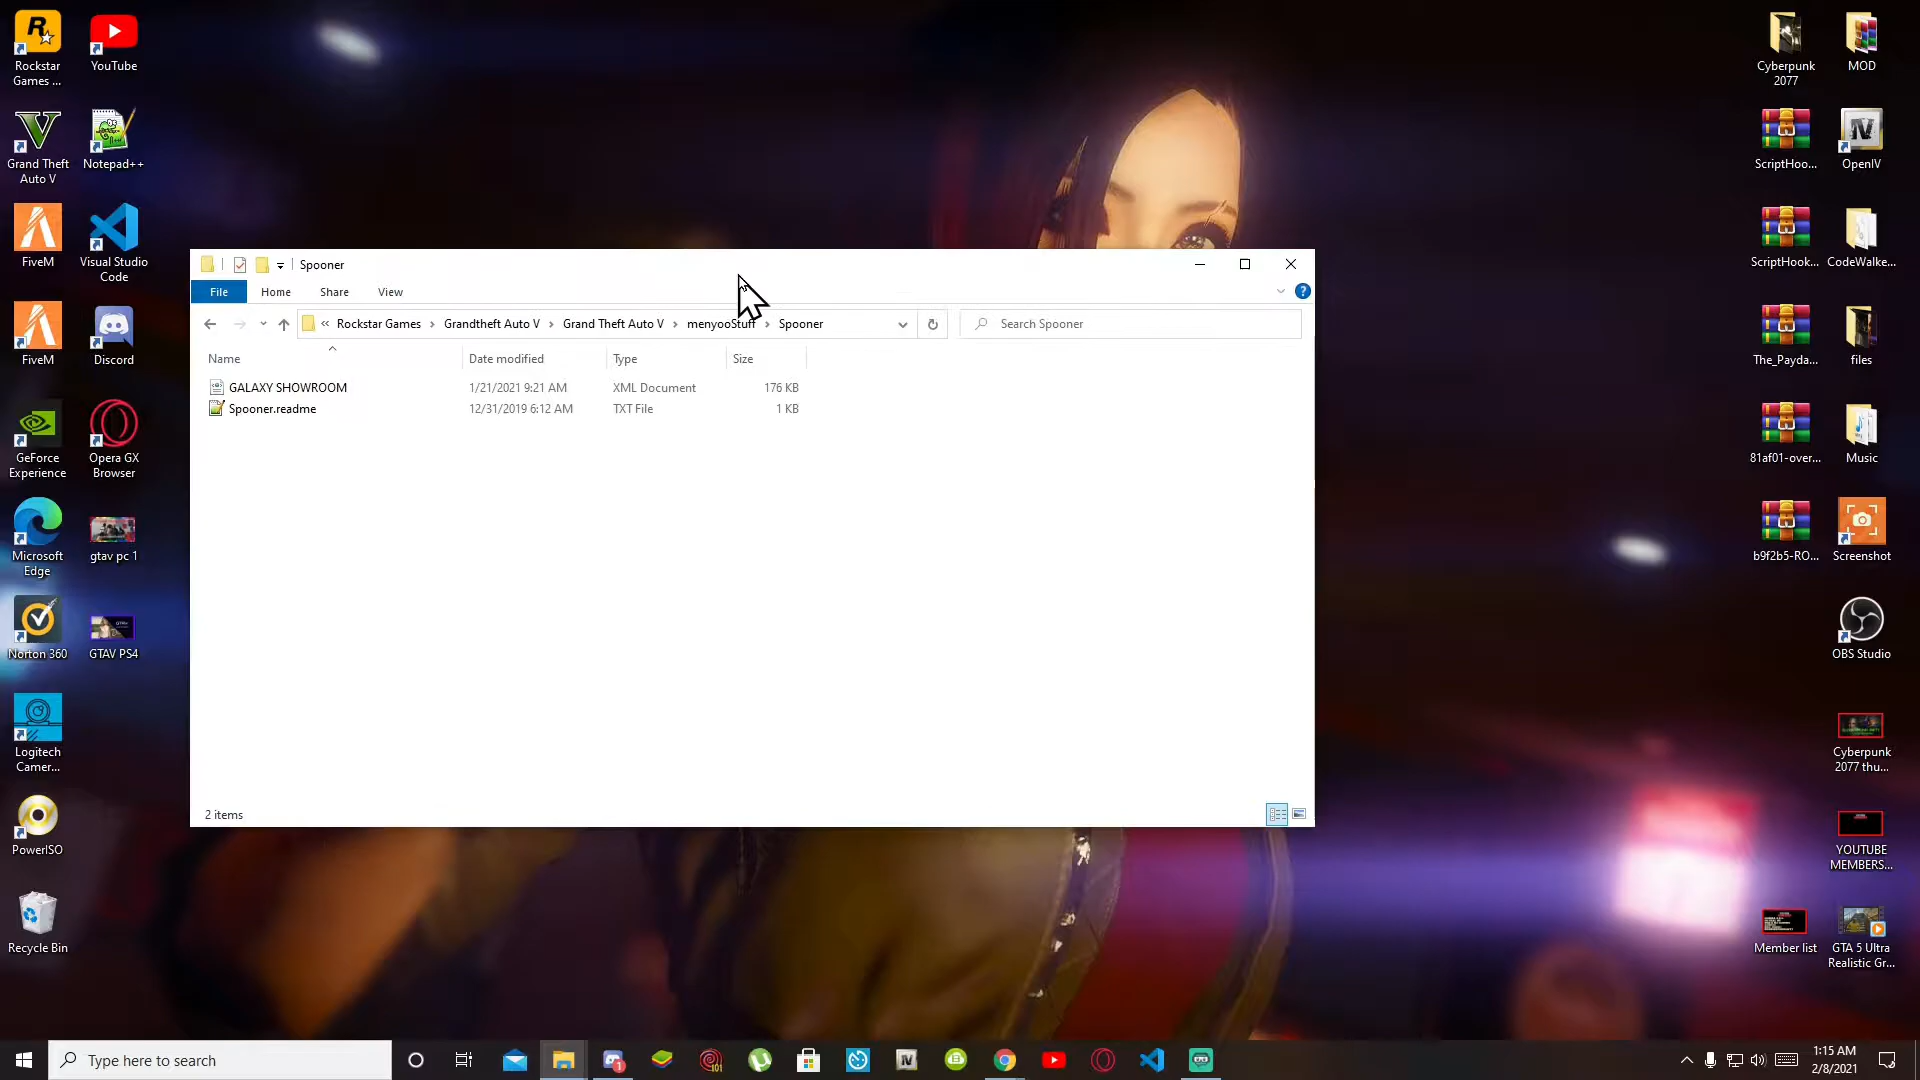 Rockstar
Games ...
YouTube
Grand Theft
Auto V
Notepad++
FiveM
Visual Studio
Code
FiveM
Discord
GeForce
Experience
Opera GX
Browser
Microsoft
Edge
gtav pc 1
Norton 360
GTAV PS4
Logitech
Camer...
PowerISO
Recycle Bin
Spooner
File
Home
Share
View
« Rockstar Games › Grandtheft Auto V › Grand Theft Auto V › menyooStuff › Spooner
Search Spooner
Name
Date modified
Type
Size
GALAXY SHOWROOM
1/21/2021 9:21 AM
XML Document
176 KB
Spooner.readme
12/31/2019 6:12 AM
TXT File
1 KB
2 items
Cyberpunk
2077
MOD
ScriptHoo...
OpenIV
ScriptHook...
CodeWalke...
The_Payda...
files
81af01-over...
Music
b9f2b5-RO...
Screenshot
OBS Studio
Cyberpunk
2077 thu...
YOUTUBE
MEMBERS...
Member list
GTA 5 Ultra
Realistic Gr...
Type here to search
1:15 AM
2/8/2021